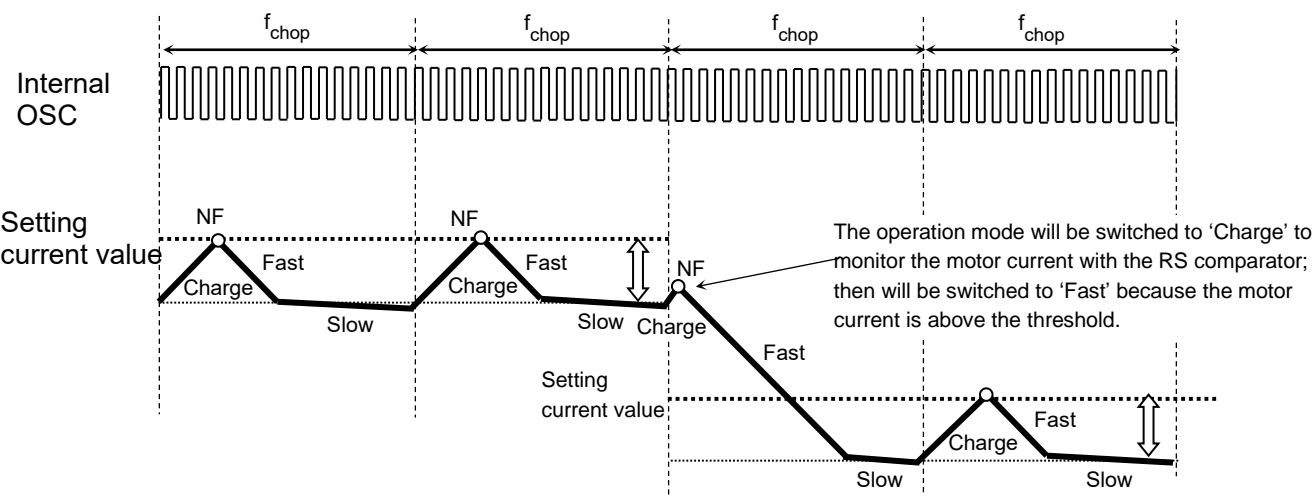 fchop
fchop
fchop
fchop
Internal
OSC
Setting
current value
NF
Charge
Fast
Slow
NF
Charge
Fast
Slow
Charge
NF
Fast
Slow
The operation mode will be switched to ‘Charge’ to
monitor the motor current with the RS comparator;
then will be switched to ‘Fast’ because the motor
current is above the threshold.
Setting
current value
Charge
Fast
Slow